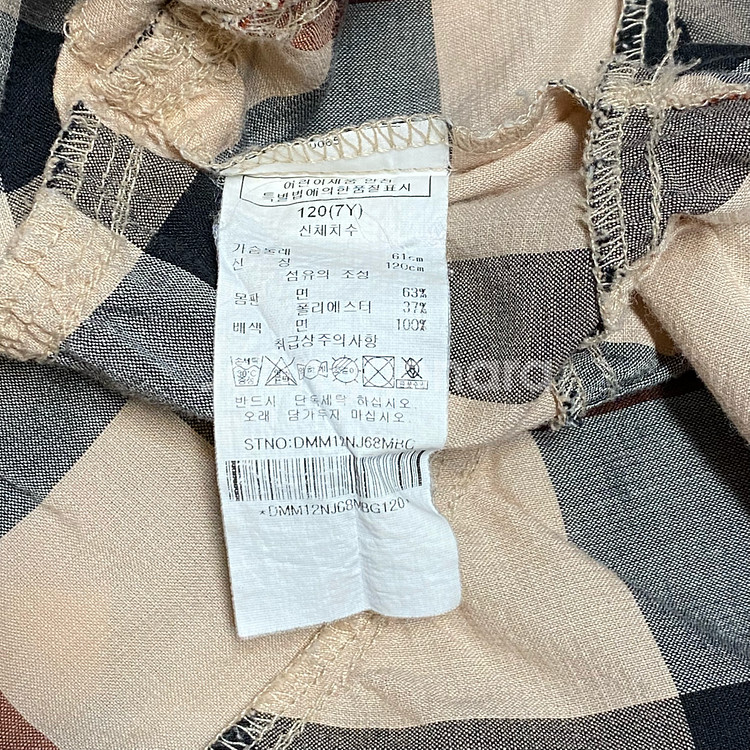 0065
어린이제품 안전
특별법에의한품질표시
120(7Y)
신체치수
가슴둘레 61cm
신 장 120cm
섬유의 조성
몸판 면 63%
폴리에스터 37%
배색 면 100%
취급상주의사항
반드시 단독세탁 하십시오
오래 담가두지 마십시오
STNO:DMM12NJ68MBG
*DMM12NJ68MBG120*